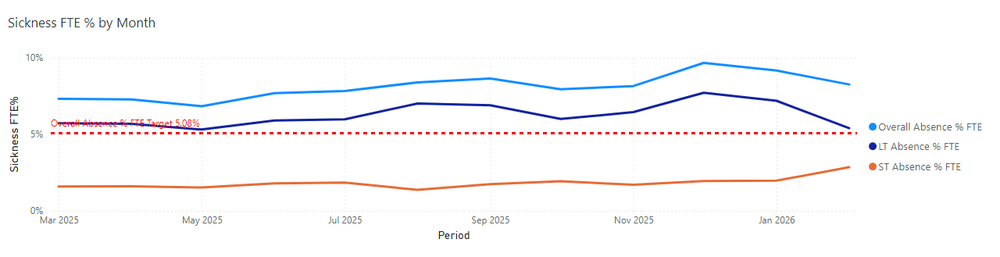 Sickness FTE % by Month
10%
5%
0%
Sickness FTE%
Overall Absence % FTE Target 5.08%
Mar 2025
May 2025
Jul 2025
Sep 2025
Nov 2025
Jan 2026
Period
Overall Absence % FTE
LT Absence % FTE
ST Absence % FTE